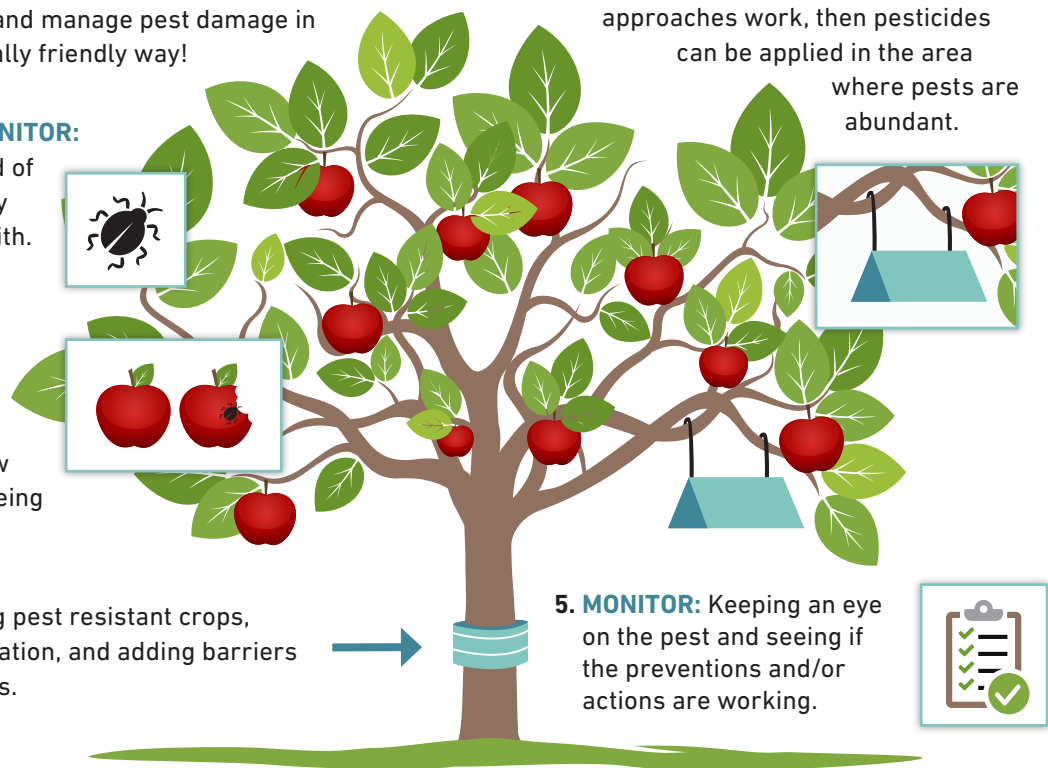 and manage pest damage in
ally friendly way!
NITOR:
d of
y
ith.
w
eing
g pest resistant crops,
ation, and adding barriers
s.
approaches work, then pesticides
can be applied in the area
where pests are
abundant.
5. MONITOR: Keeping an eye
on the pest and seeing if
the preventions and/or
actions are working.